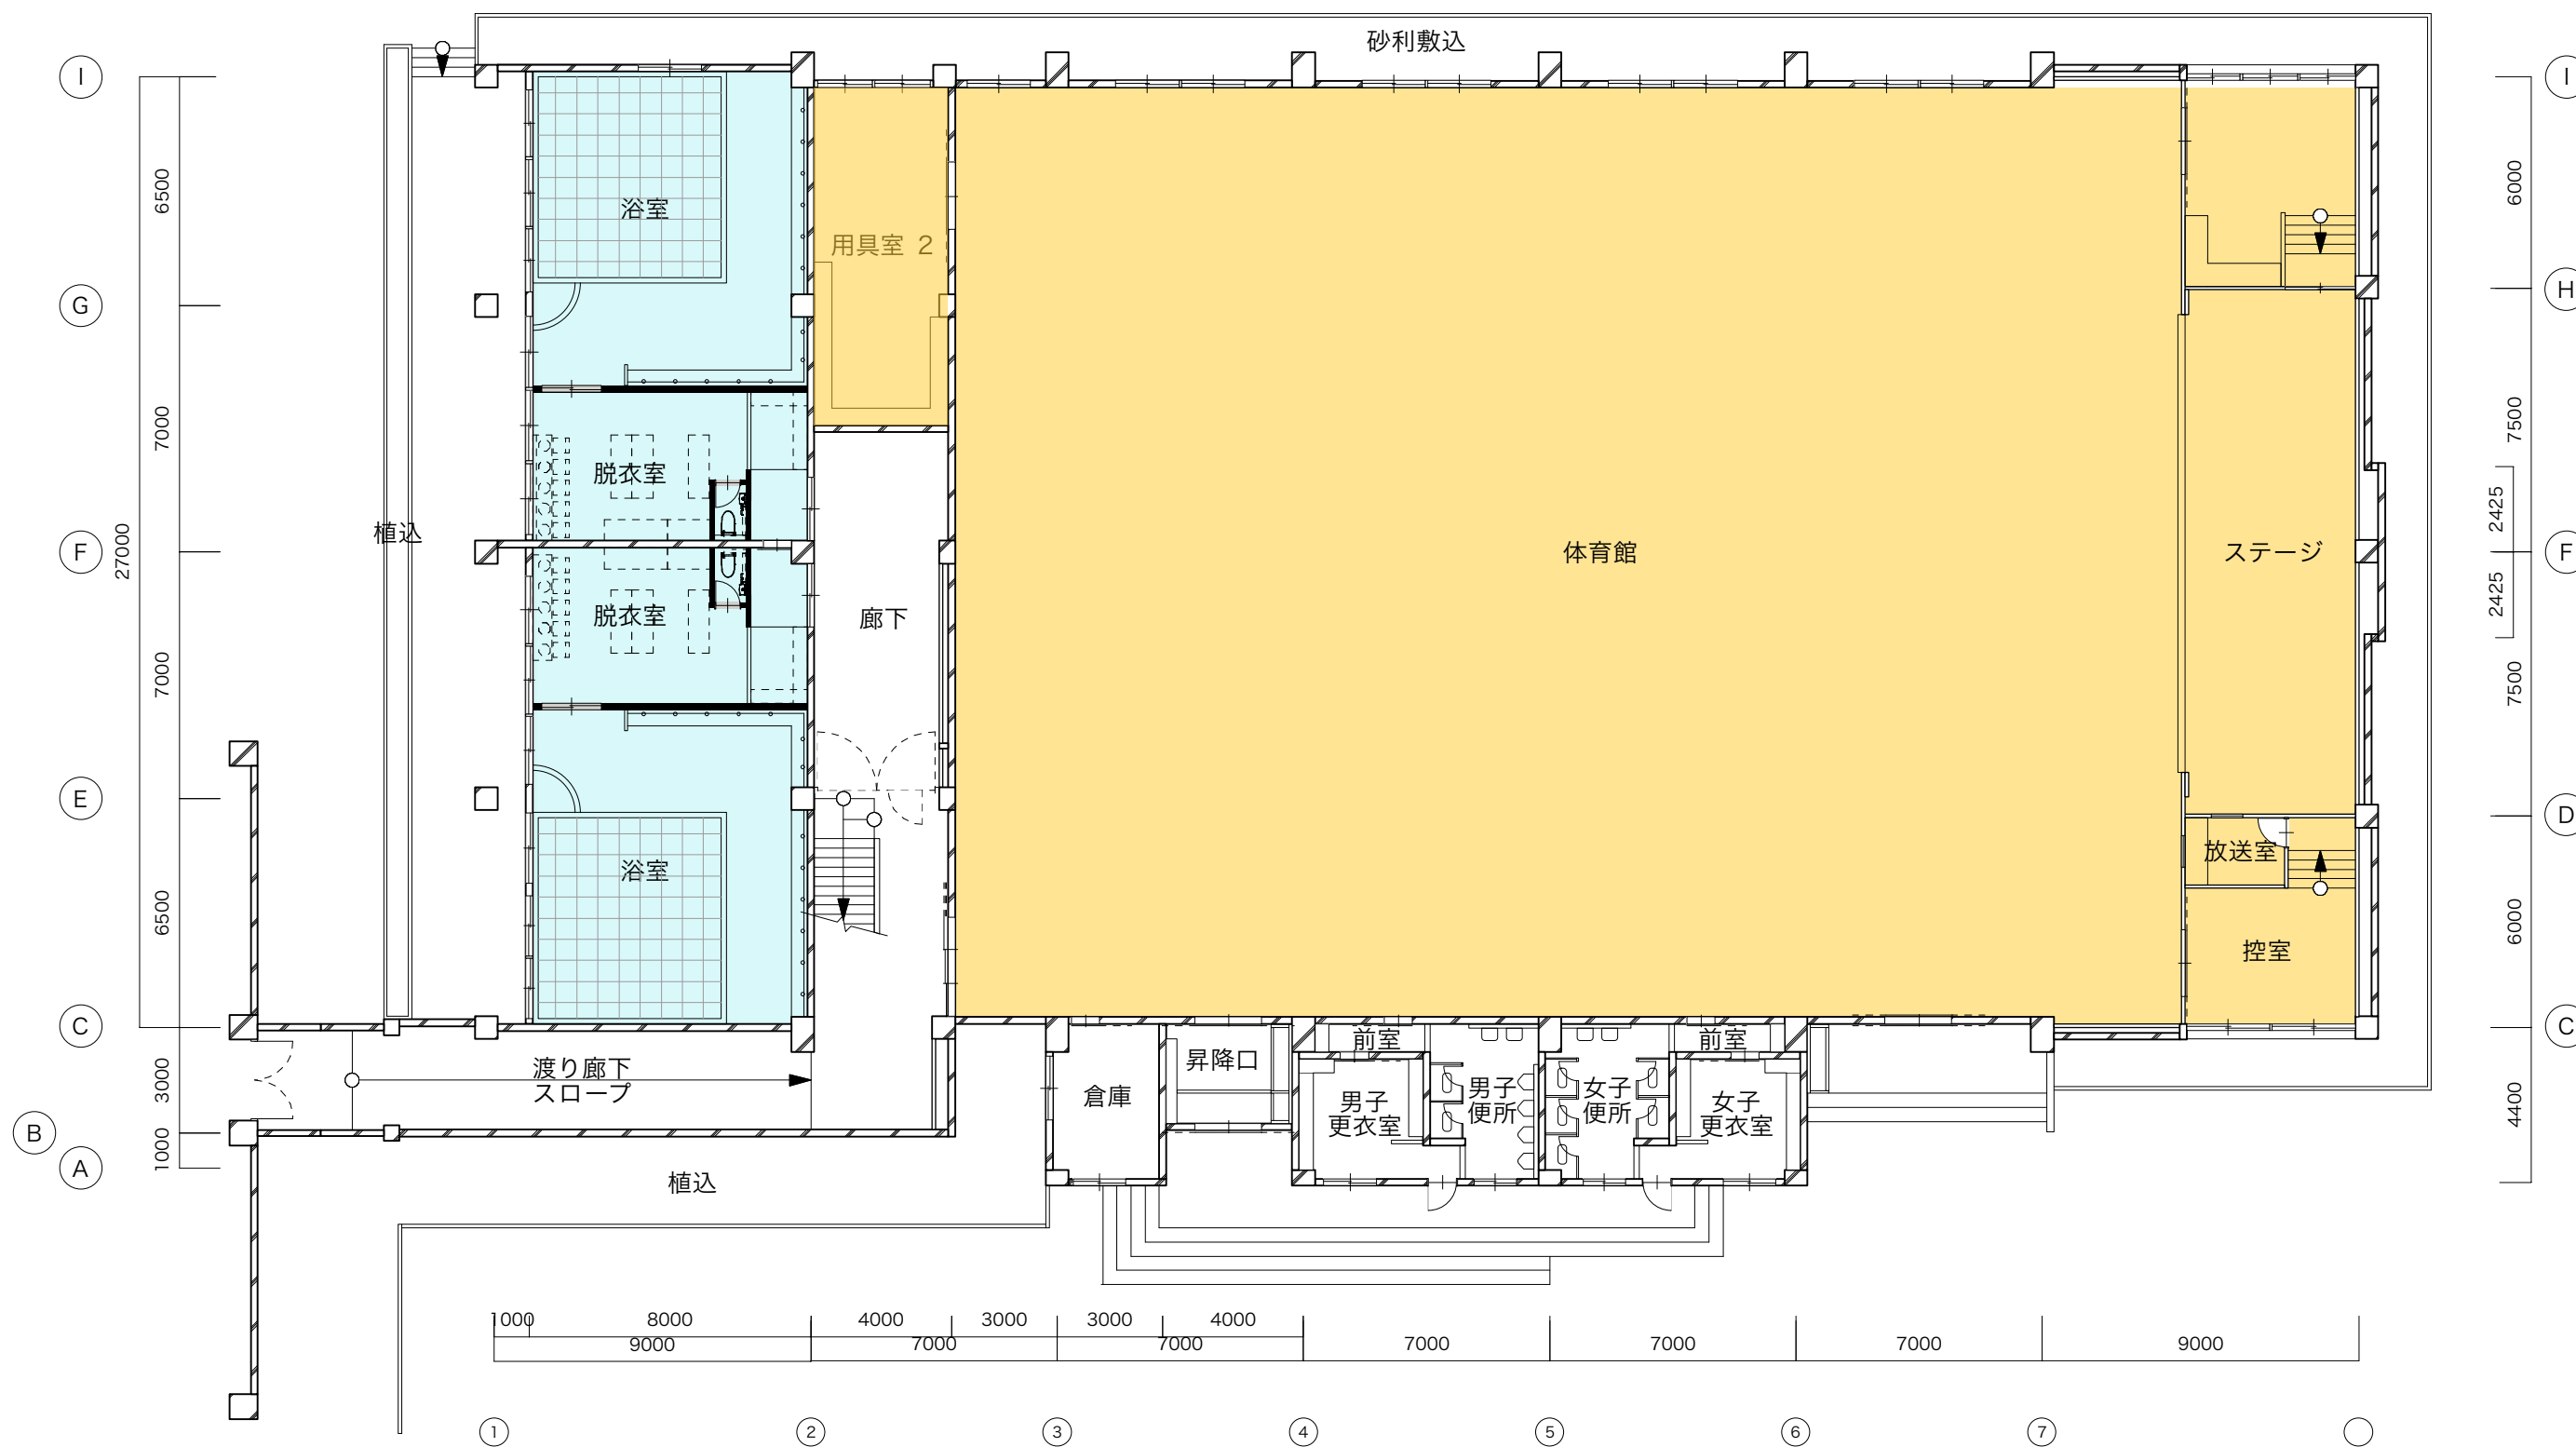 砂利敷込
I
I
浴室
6500
6000
用具室 2
G
H
7000
7500
脱衣室
2425
植込
27000
F
体育館
ステージ
F
2425
脱衣室
廊下
7000
7500
E
D
放送室
浴室
6500
6000
控室
C
C
前室
前室
昇降口
渡り廊下
スロープ
3000
倉庫
男子
更衣室
男子
便所
女子
便所
女子
更衣室
4400
B
1000
A
植込
1000
8000
4000
3000
3000
4000
9000
7000
7000
7000
7000
7000
9000
1
2
3
4
5
6
7